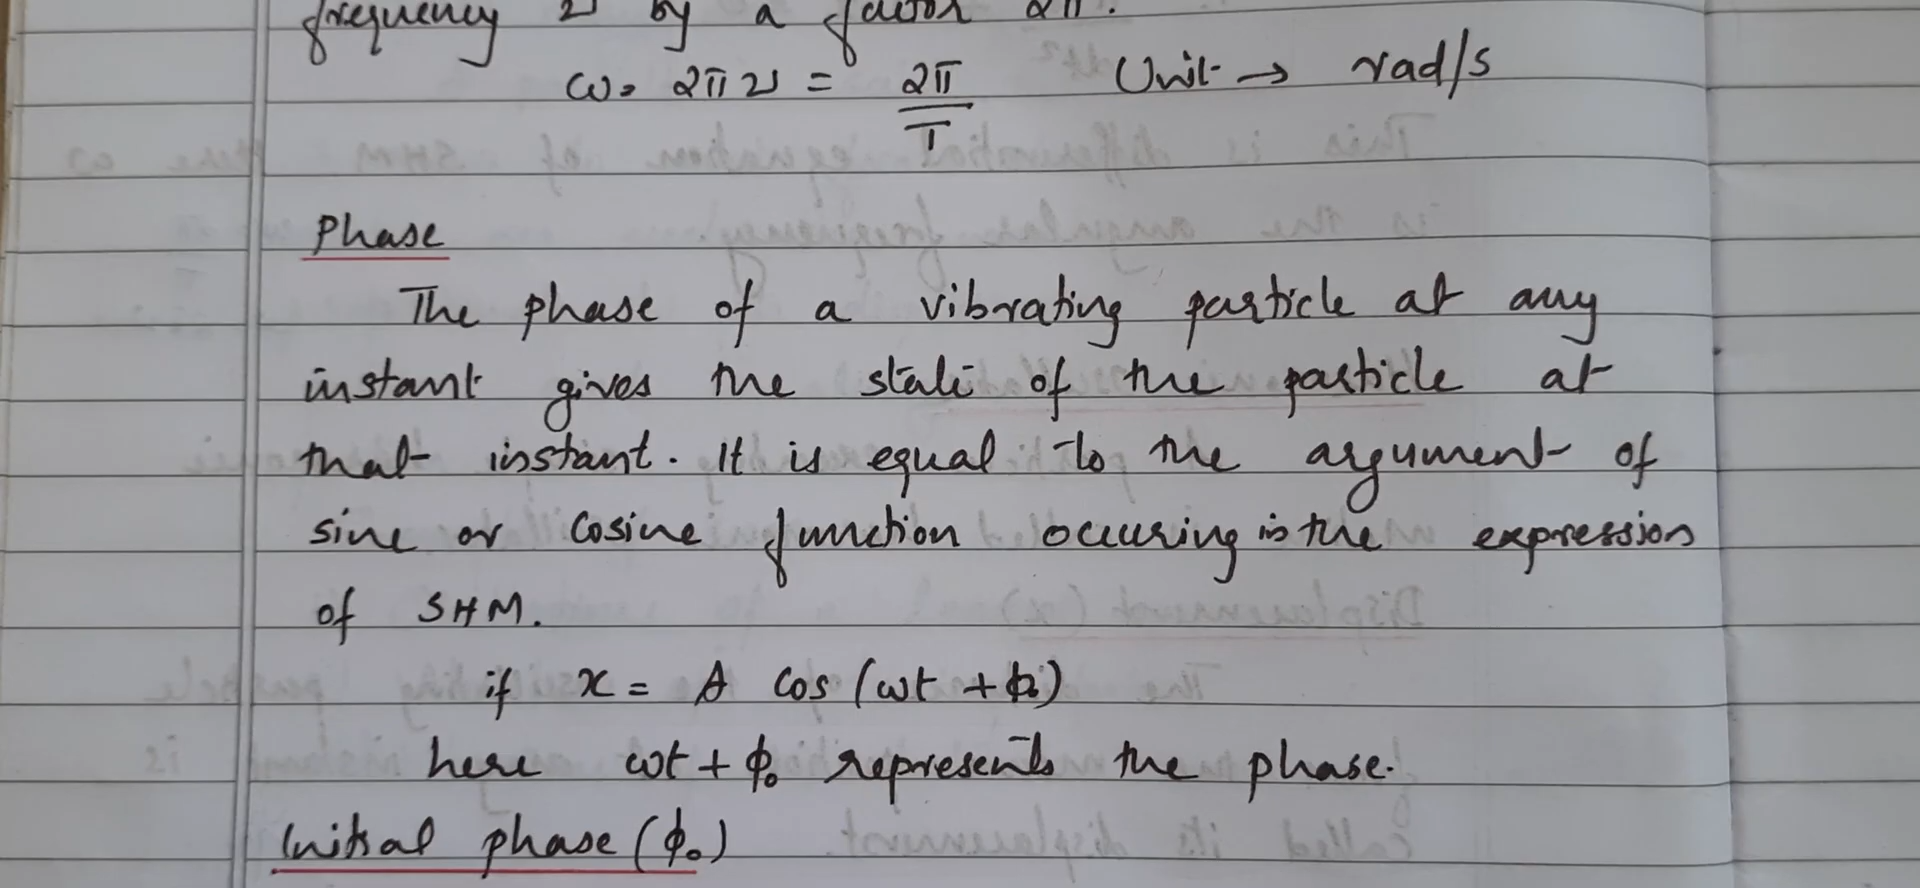 frequency ν by a factor 2π.
ω = 2πν = 2π/T Unit → rad/s
Phase
The phase of a vibrating particle at any
instant gives the state of the particle at
that instant. It is equal to the argument of
sine or cosine function occuring in the expression
of SHM.
if x = A cos (ωt + ϕ₀)
here ωt + ϕ₀ represents the phase.
Initial phase (ϕ₀)